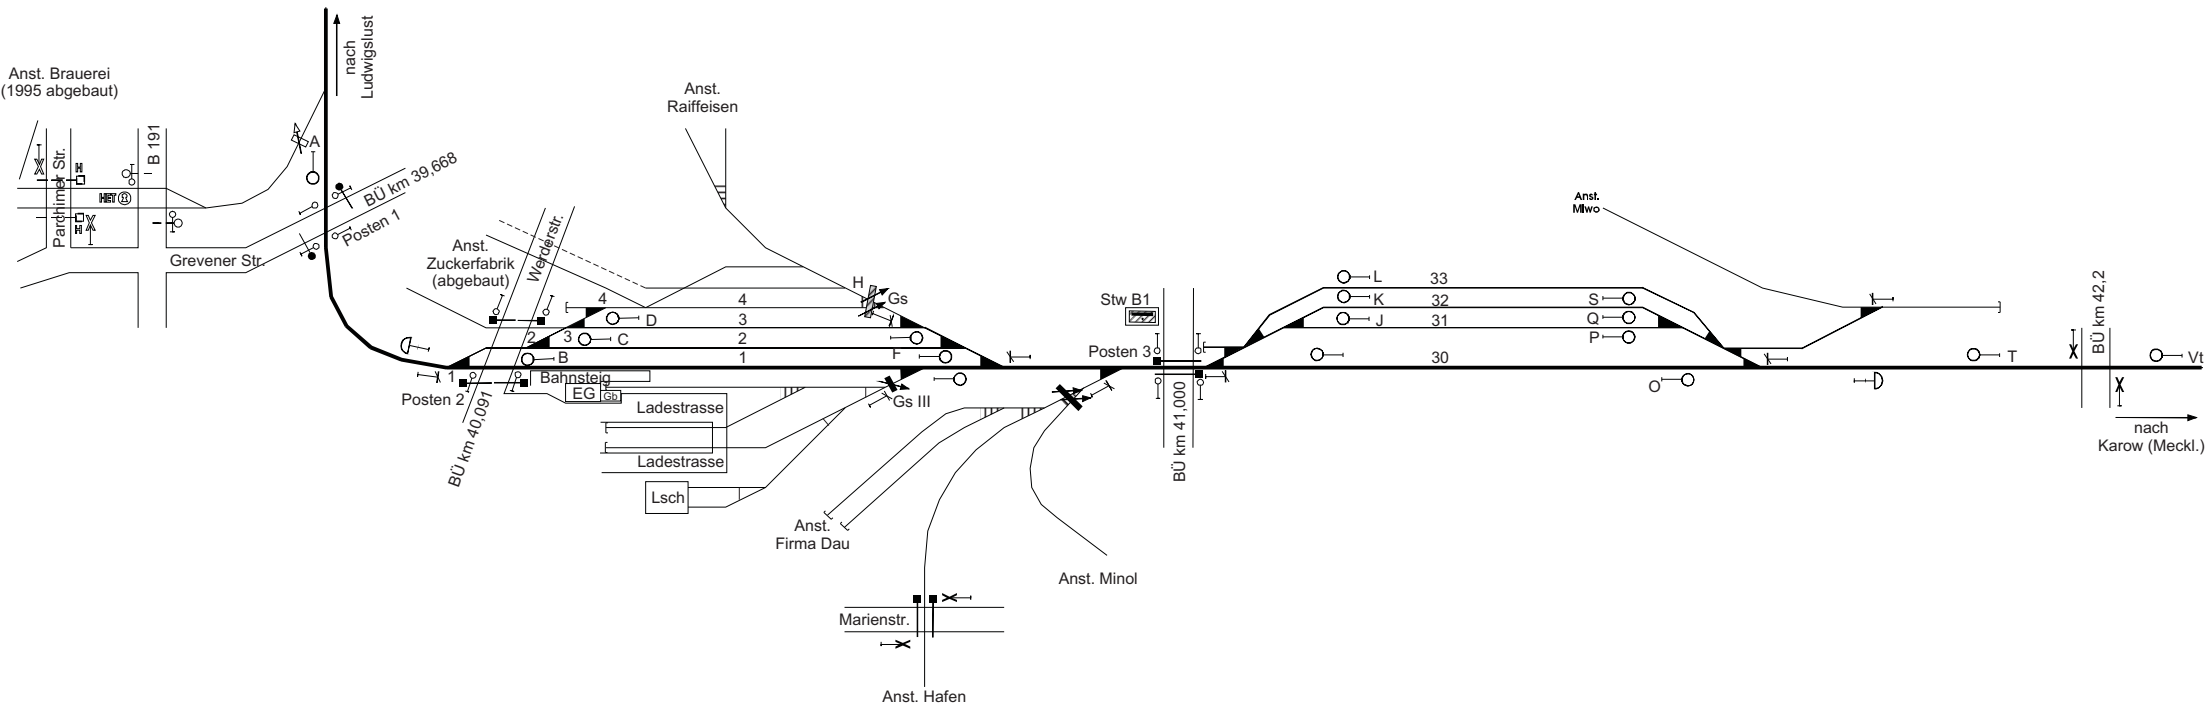 nach
Ludwigslust
Anst. Brauerei
(1995 abgebaut)
Anst.
Raiffeisen
A
B 191
Parchimer Str.
H
HET
H
BÜ km 39,668
Posten 1
Grevener Str.
Anst.
Zuckerfabrik
(abgebaut)
Werderstr.
Anst.
Miwo
H
Gs
4
4
D
3
2
3
C
2
B
1
F
1
Bahnsteig
EG
Gb
Posten 2
BÜ km 40,091
Ladestrasse
Ladestrasse
Lsch
Gs III
Stw B1
Posten 3
BÜ km 41,000
L
33
K
32
S
J
31
Q
P
30
O
T
BÜ km 42,2
Vt
nach
Karow (Meckl.)
Anst.
Firma Dau
Anst. Minol
Marienstr.
Anst. Hafen